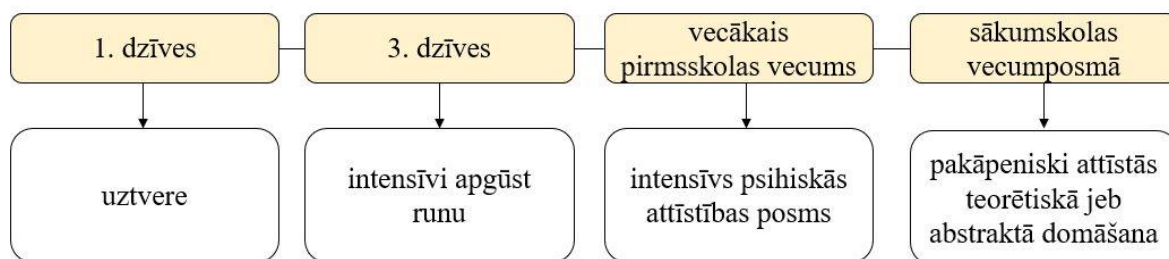 1. dzīves
3. dzīves
vecākais
pirmsskolas vecums
sākumskolas
vecumposmā
uztvere
intensīvi apgūst
runu
intensīvs psihiskās
attīstības posms
pakāpeniski attīstās
teorētiskā jeb
abstraktā domāšana